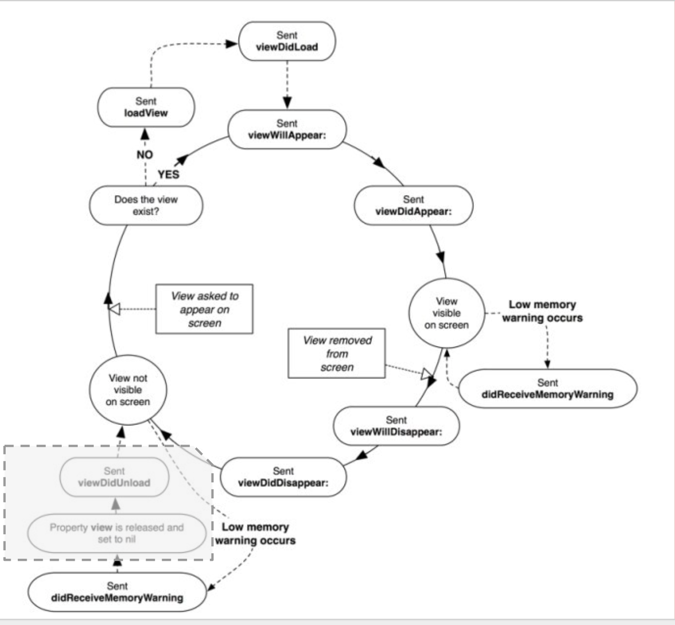 Sent
viewDidLoad
Sent
loadView
Sent
viewWillAppear:
NO
YES
Does the view
exist?
Sent
viewDidAppear:
View asked to
appear on
screen
View
visible
on screen
Low memory
warning occurs
View removed
from
screen
Sent
didReceiveMemoryWarning
View not
visible
on screen
Sent
viewWillDisappear:
Sent
viewDidUnload
Sent
viewDidDisappear:
Property view is released and
set to nil
Low memory
warning occurs
Sent
didReceiveMemoryWarning